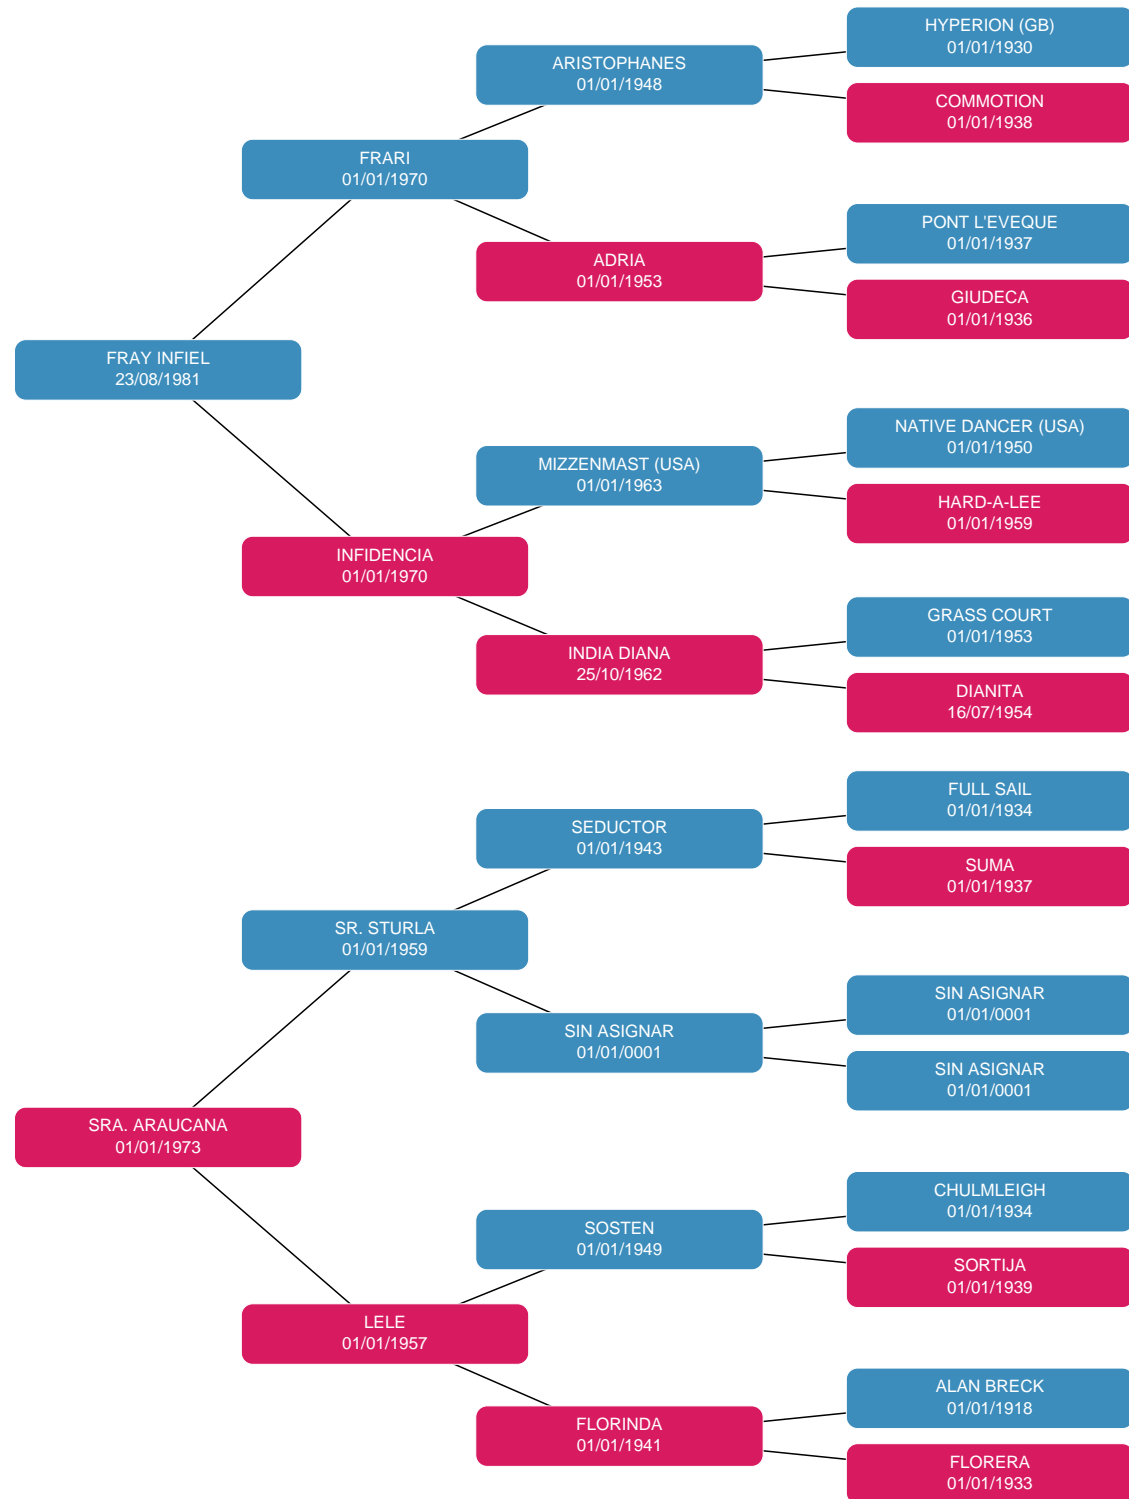 HYPERION (GB)
01/01/1930
ARISTOPHANES
01/01/1948
COMMOTION
01/01/1938
FRARI
01/01/1970
PONT L'EVEQUE
01/01/1937
ADRIA
01/01/1953
GIUDECA
01/01/1936
FRAY INFIEL
23/08/1981
NATIVE DANCER (USA)
01/01/1950
MIZZENMAST (USA)
01/01/1963
HARD-A-LEE
01/01/1959
INFIDENCIA
01/01/1970
GRASS COURT
01/01/1953
INDIA DIANA
25/10/1962
DIANITA
16/07/1954
FULL SAIL
01/01/1934
SEDUCTOR
01/01/1943
SUMA
01/01/1937
SR. STURLA
01/01/1959
SIN ASIGNAR
01/01/0001
SIN ASIGNAR
01/01/0001
SIN ASIGNAR
01/01/0001
SRA. ARAUCANA
01/01/1973
CHULMLEIGH
01/01/1934
SOSTEN
01/01/1949
SORTIJA
01/01/1939
LELE
01/01/1957
ALAN BRECK
01/01/1918
FLORINDA
01/01/1941
FLORERA
01/01/1933